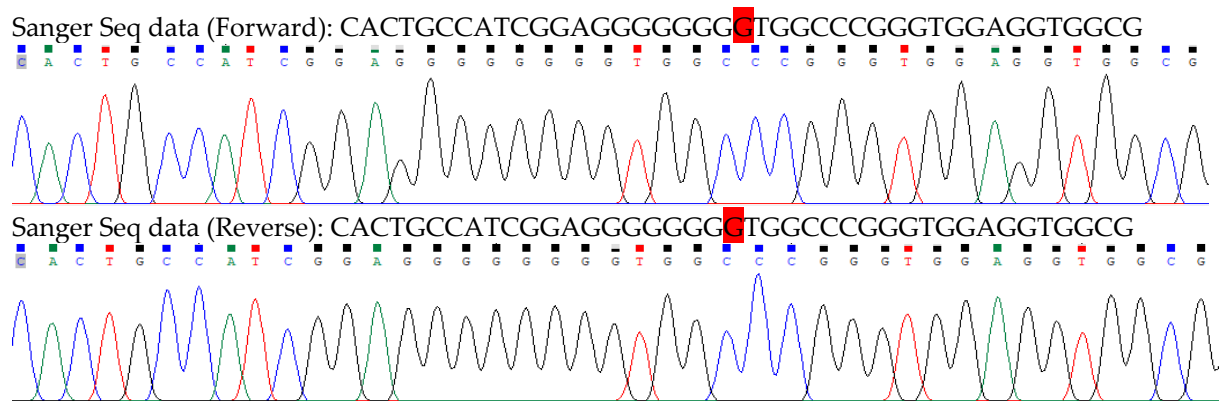 Sanger Seq data (Forward): CACTGCCATCGGAGGGGGGGGTGGCCCGGGTGGAGGTGGCG
C A C T G C C A T C G G A G G G G G G G G T G G C C C G G G T G G A G G T G G C G
Sanger Seq data (Reverse): CACTGCCATCGGAGGGGGGGGTGGCCCGGGTGGAGGTGGCG
C A C T G C C A T C G G A G G G G G G G G T G G C C C G G G T G G A G G T G G C G